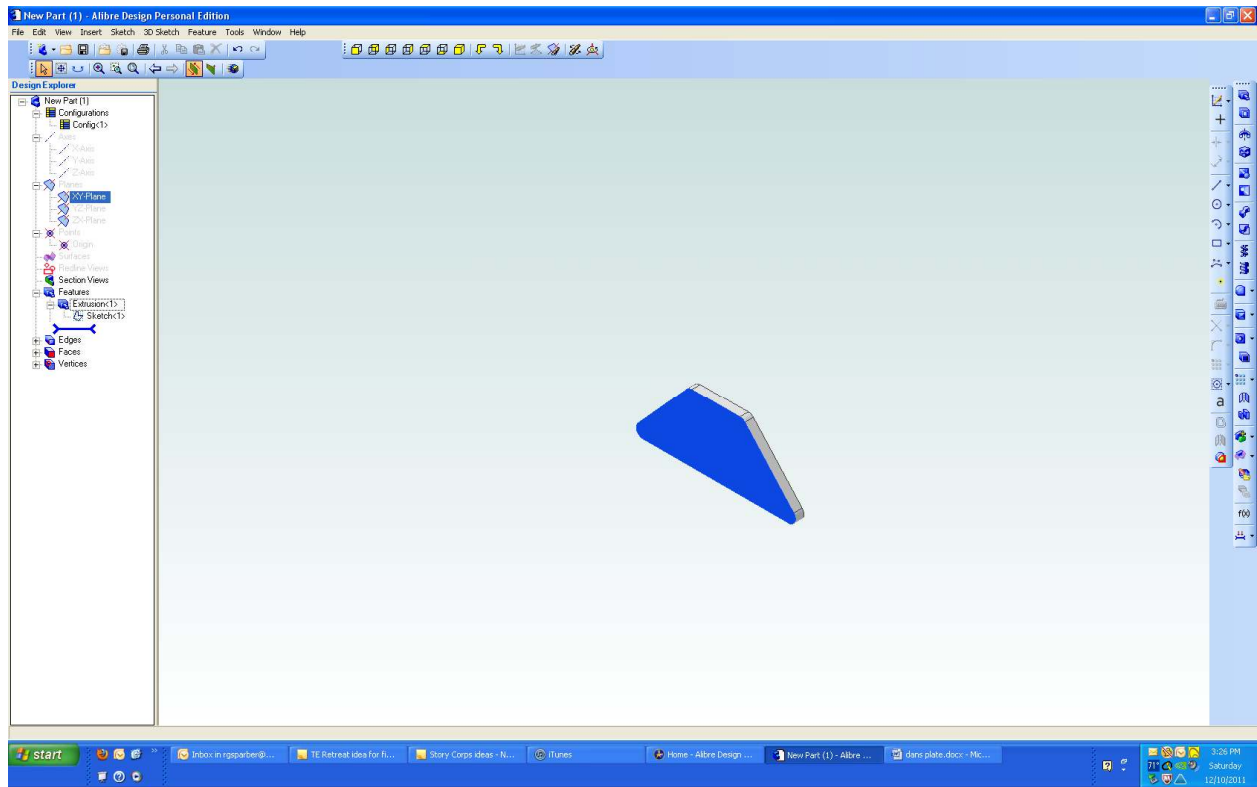 New Part (1) - Alibre Design Personal Edition
File Edit View Insert Sketch 3D Sketch Feature Tools Window Help
Design Explorer
New Part (1)
Configurations
Config<1>
Axes
X-Axis
Y-Axis
Z-Axis
Planes
XY-Plane
YZ-Plane
ZX-Plane
Points
Origin
Surfaces
Redline Views
Section Views
Features
Extrusion<1>
Sketch<1>
Edges
Faces
Vertices
a
f(x)
start
Inbox in rgsparber@...
TE Retreat idea for fi...
Story Corps ideas - N...
iTunes
Home - Alibre Design ...
New Part (1) - Alibre ...
dans plate.docx - Mic...
3:26 PM
71°
Saturday
12/10/2011